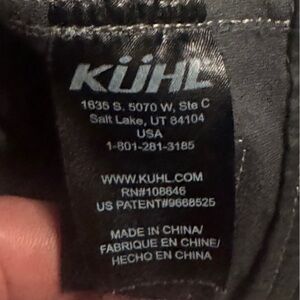 KÜHL
1635 S. 5070 W, Ste C
Salt Lake, UT 84104
USA
1-801-281-3185
WWW.KUHL.COM
RN#108646
US PATENT#9668525
MADE IN CHINA/
FABRIQUE EN CHINE/
HECHO EN CHINA